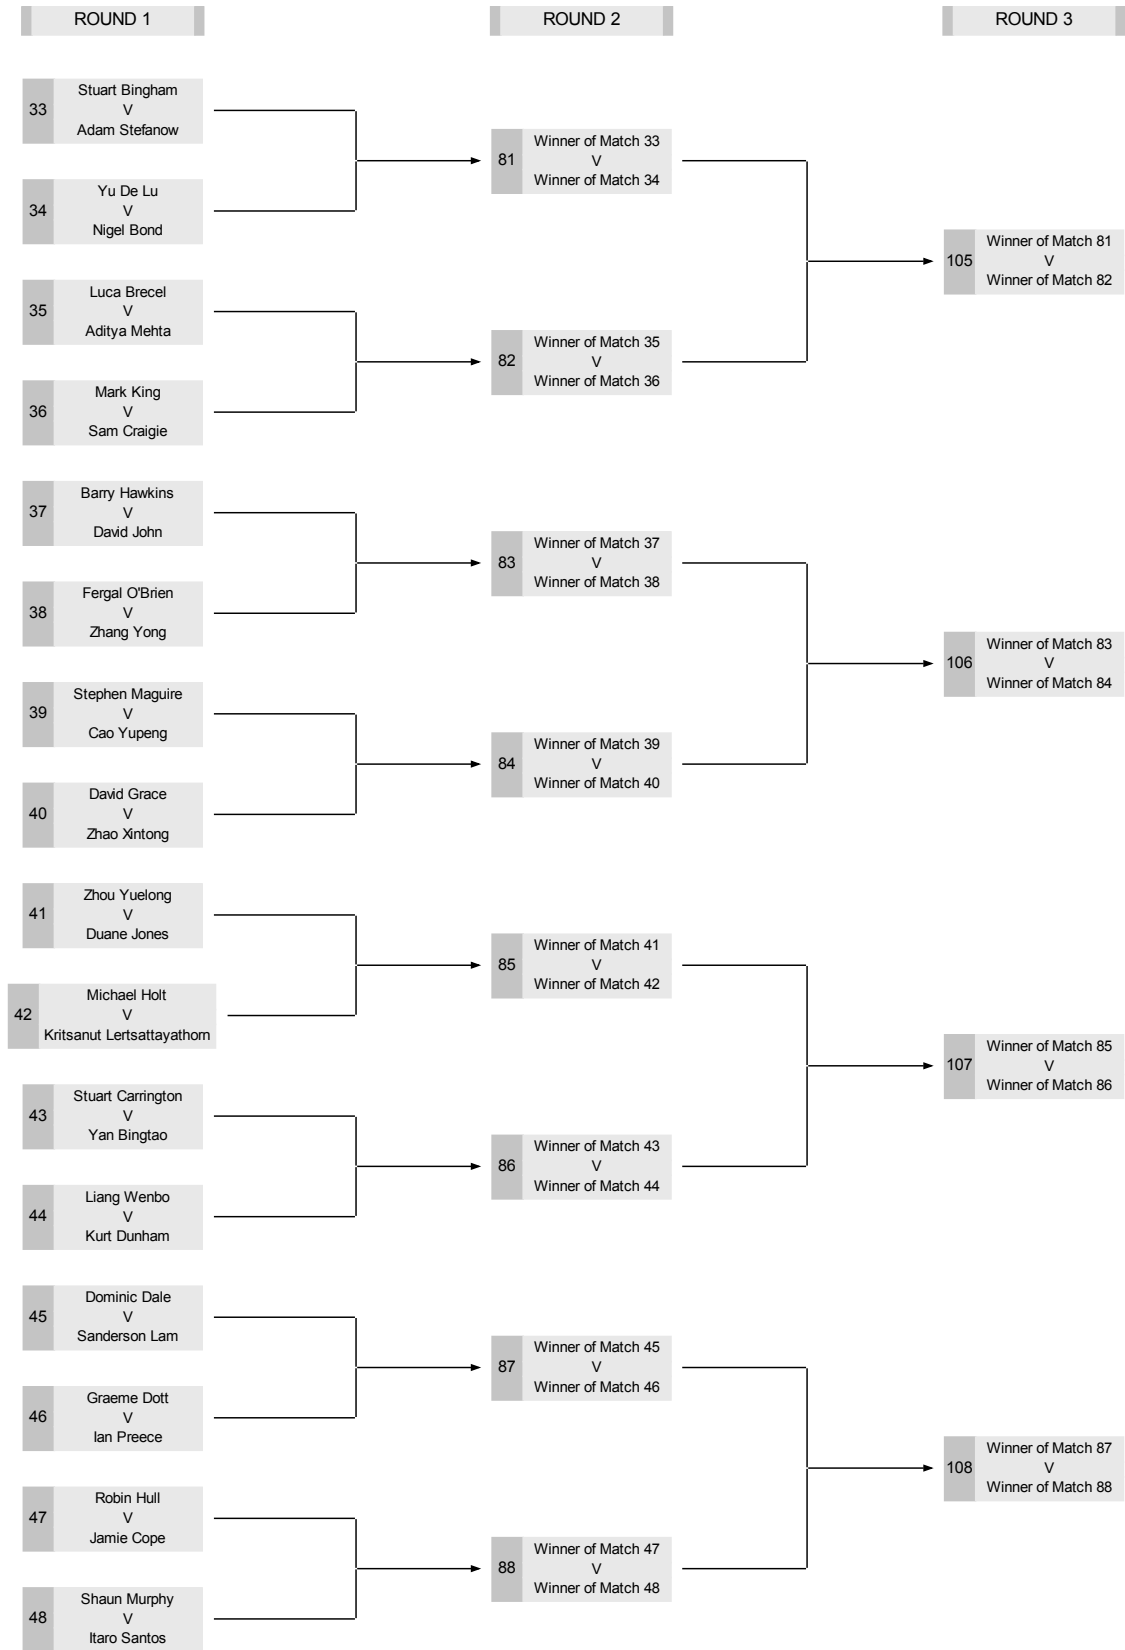 ROUND 1
ROUND 2
ROUND 3
33
Stuart Bingham
V
Adam Stefanow
34
Yu De Lu
V
Nigel Bond
35
Luca Brecel
V
Aditya Mehta
36
Mark King
V
Sam Craigie
37
Barry Hawkins
V
David John
38
Fergal O'Brien
V
Zhang Yong
39
Stephen Maguire
V
Cao Yupeng
40
David Grace
V
Zhao Xintong
41
Zhou Yuelong
V
Duane Jones
42
Michael Holt
V
Kritsanut Lertsattayathorn
43
Stuart Carrington
V
Yan Bingtao
44
Liang Wenbo
V
Kurt Dunham
45
Dominic Dale
V
Sanderson Lam
46
Graeme Dott
V
Ian Preece
47
Robin Hull
V
Jamie Cope
48
Shaun Murphy
V
Itaro Santos
81
Winner of Match 33
V
Winner of Match 34
82
Winner of Match 35
V
Winner of Match 36
83
Winner of Match 37
V
Winner of Match 38
84
Winner of Match 39
V
Winner of Match 40
85
Winner of Match 41
V
Winner of Match 42
86
Winner of Match 43
V
Winner of Match 44
87
Winner of Match 45
V
Winner of Match 46
88
Winner of Match 47
V
Winner of Match 48
105
Winner of Match 81
V
Winner of Match 82
106
Winner of Match 83
V
Winner of Match 84
107
Winner of Match 85
V
Winner of Match 86
108
Winner of Match 87
V
Winner of Match 88